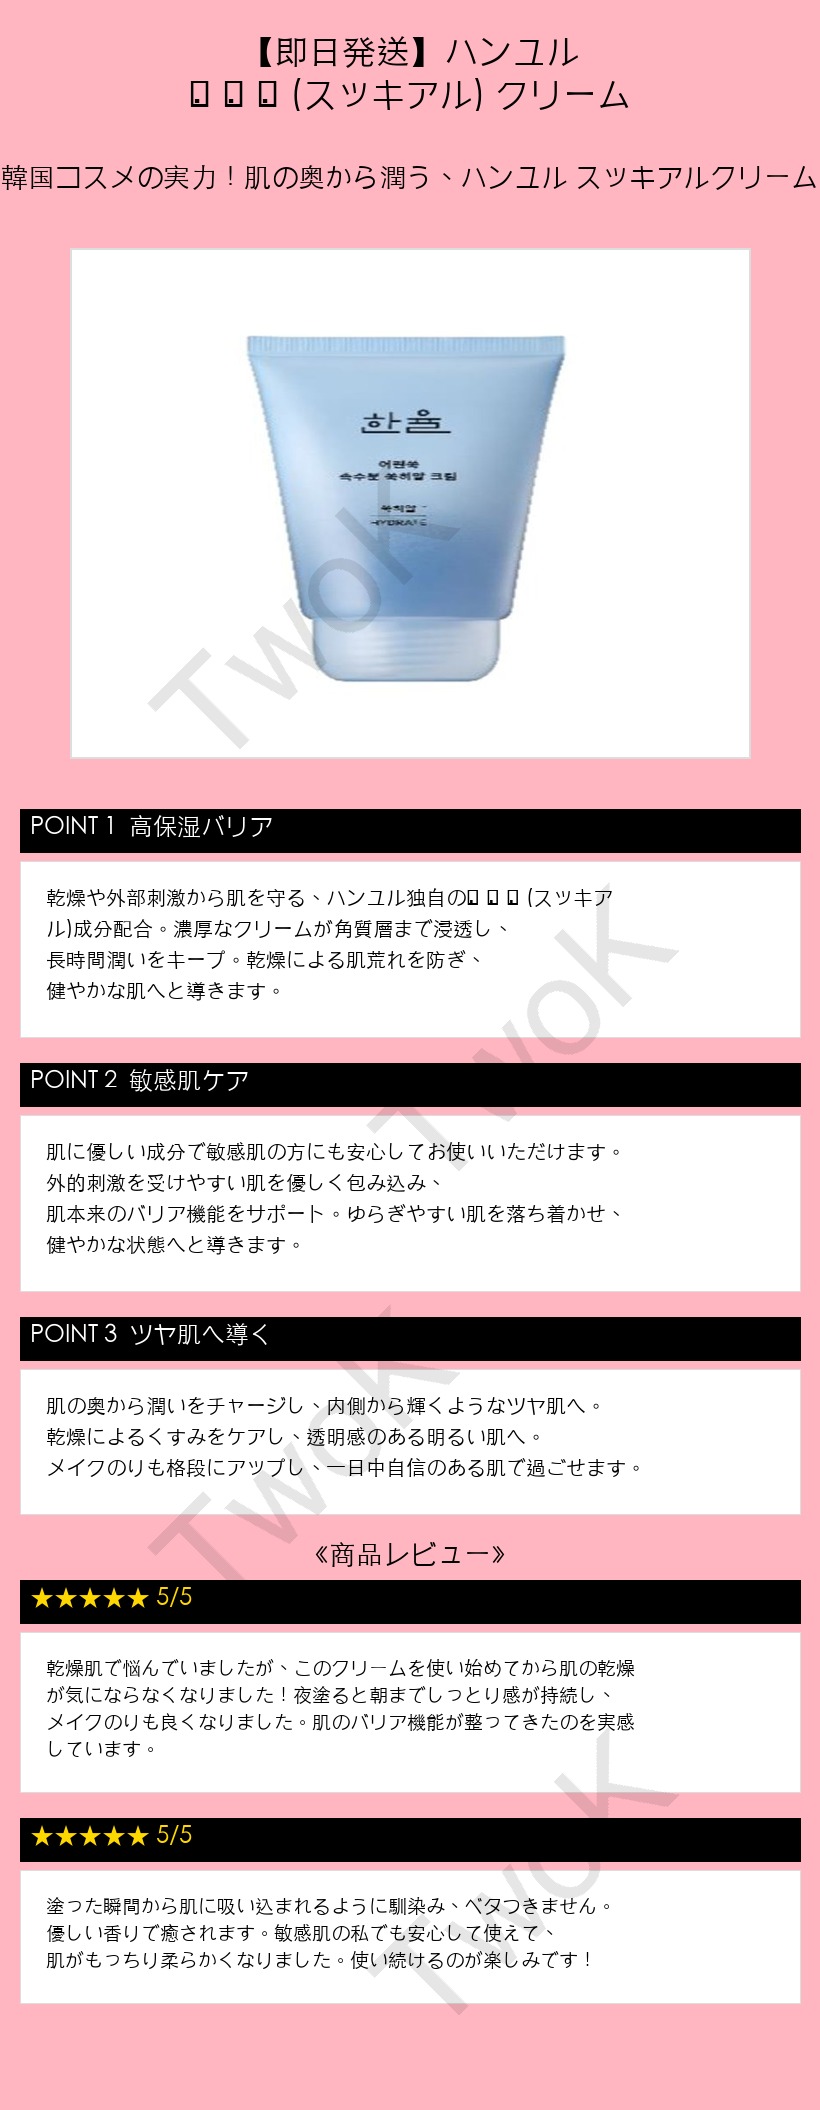 【即日発送】ハンユル
(スッキアル) クリーム
韓国コスメの実力！肌の奥から潤う、ハンユル スッキアルクリーム
한율
어린쑥
속수분 쑥히알 크림
쑥히알
HYDRATE
TwoK
POINT 1 高保湿バリア
乾燥や外部刺激から肌を守る、ハンユル独自の (スッキア
ル)成分配合。濃厚なクリームが角質層まで浸透し、
長時間潤いをキープ。乾燥による肌荒れを防ぎ、
健やかな肌へと導きます。
TwoK
POINT 2 敏感肌ケア
肌に優しい成分で敏感肌の方にも安心してお使いいただけます。
外的刺激を受けやすい肌を優しく包み込み、
肌本来のバリア機能をサポート。ゆらぎやすい肌を落ち着かせ、
健やかな状態へと導きます。
POINT 3 ツヤ肌へ導く
肌の奥から潤いをチャージし、内側から輝くようなツヤ肌へ。
乾燥によるくすみをケアし、透明感のある明るい肌へ。
メイクのりも格段にアップし、一日中自信のある肌で過ごせます。
TwoK
《商品レビュー》
★★★★★ 5/5
乾燥肌で悩んでいましたが、このクリームを使い始めてから肌の乾燥
が気にならなくなりました！夜塗ると朝までしっとり感が持続し、
メイクのりも良くなりました。肌のバリア機能が整ってきたのを実感
しています。
★★★★★ 5/5
塗った瞬間から肌に吸い込まれるように馴染み、ベタつきません。
優しい香りで癒されます。敏感肌の私でも安心して使えて、
肌がもっちり柔らかくなりました。使い続けるのが楽しみです！
TwoK